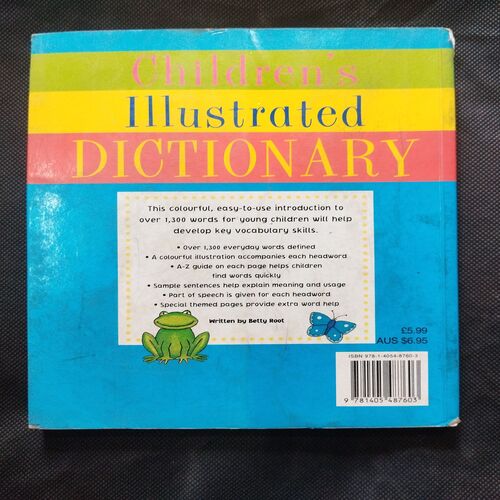 Children's
Illustrated
DICTIONARY
This colourful, easy-to-use introduction to
over 1,300 words for young children will help
develop key vocabulary skills.
• Over 1,300 everyday words defined
• A colourful illustration accompanies each headword
• A-Z guide on each page helps children
find words quickly
• Sample sentences help explain meaning and usage
• Part of speech is given for each headword
• Special themed pages provide extra word help
Written by Betty Root
£5.99
AUS $6.95
ISBN 978-1-4054-8760-3
9 781405 487603